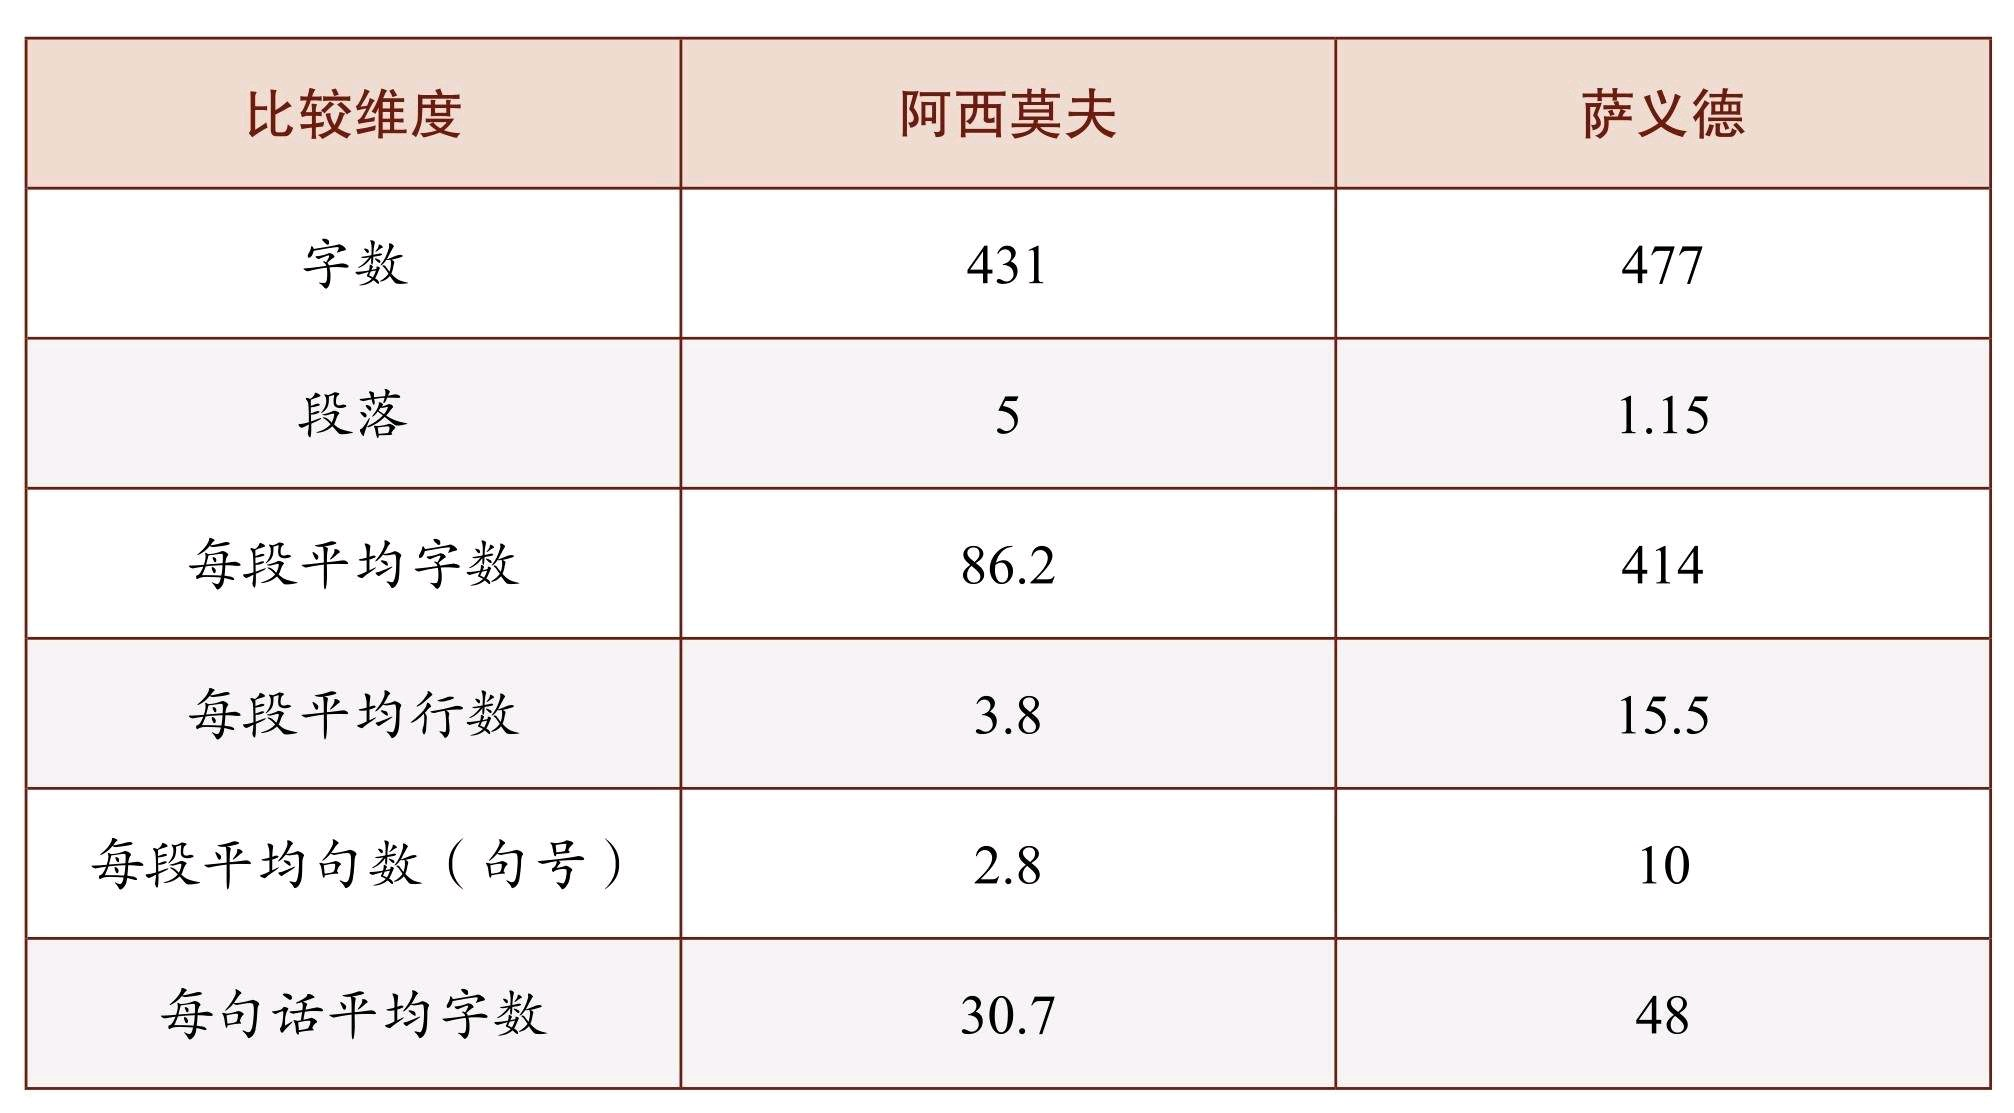 比较维度 阿西莫夫 萨义德
字数 431 477
段落 5 1.15
每段平均字数 86.2 414
每段平均行数 3.8 15.5
每段平均句数（句号） 2.8 10
每句话平均字数 30.7 48